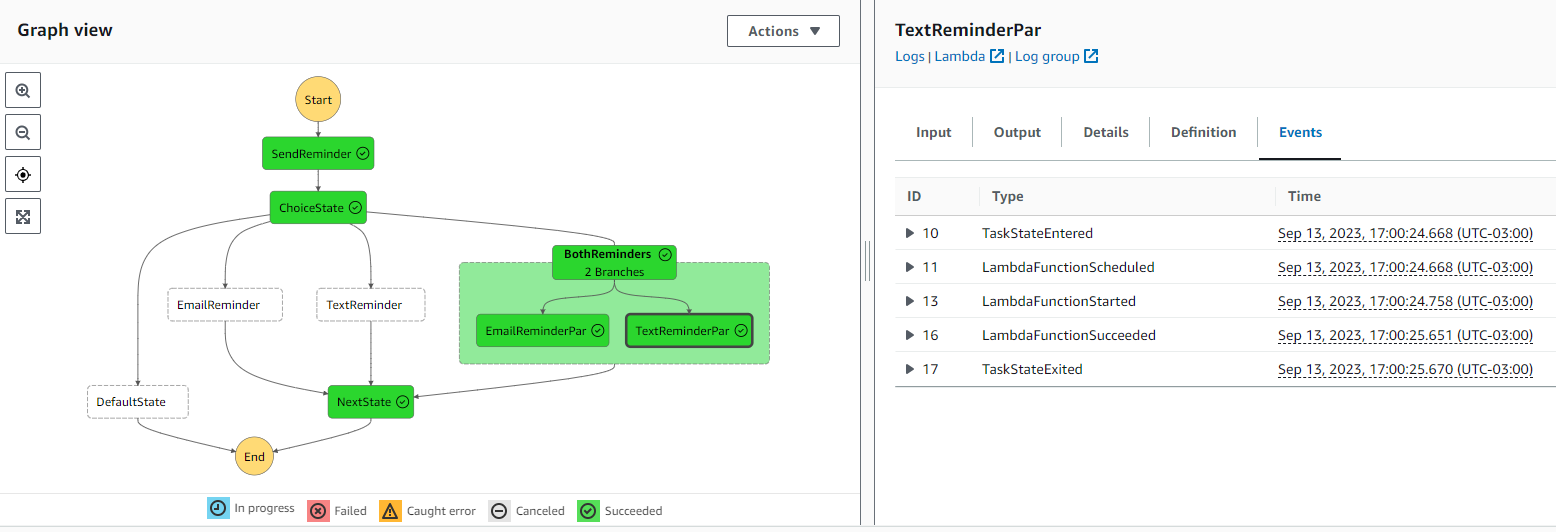 Graph view
Actions
Start
SendReminder
ChoiceState
BothReminders
2 Branches
EmailReminder
TextReminder
EmailReminderPar
TextReminderPar
DefaultState
NextState
End
In progress
Failed
Caught error
Canceled
Succeeded
TextReminderPar
Logs | Lambda | Log group
Input Output Details Definition Events
ID Type Time
10 TaskStateEntered Sep 13, 2023, 17:00:24.668 (UTC-03:00)
11 LambdaFunctionScheduled Sep 13, 2023, 17:00:24.668 (UTC-03:00)
13 LambdaFunctionStarted Sep 13, 2023, 17:00:24.758 (UTC-03:00)
16 LambdaFunctionSucceeded Sep 13, 2023, 17:00:25.651 (UTC-03:00)
17 TaskStateExited Sep 13, 2023, 17:00:25.670 (UTC-03:00)